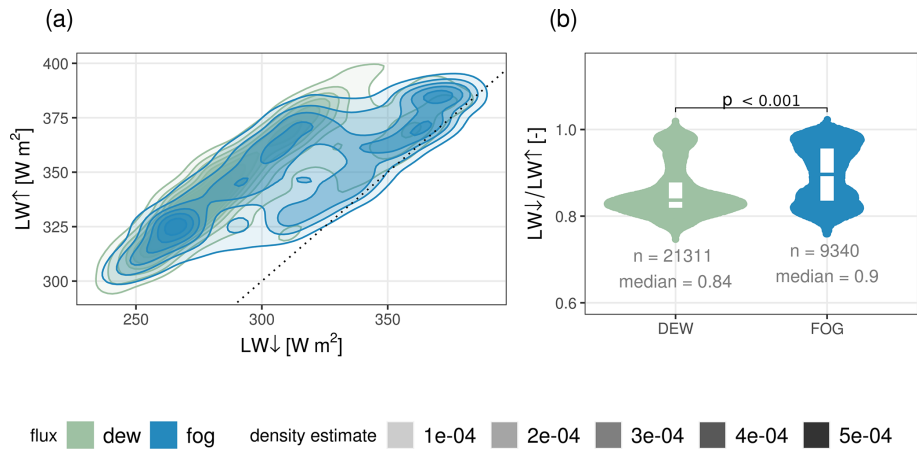 (a)
(b)
400
375
350
325
300
LW↑ [W m²]
250
300
350
LW↓ [W m²]
1.0
0.8
0.6
LW↓/LW↑ [-]
p < 0.001
n = 21311
median = 0.84
n = 9340
median = 0.9
DEW
FOG
flux dew fog density estimate 1e-04 2e-04 3e-04 4e-04 5e-04